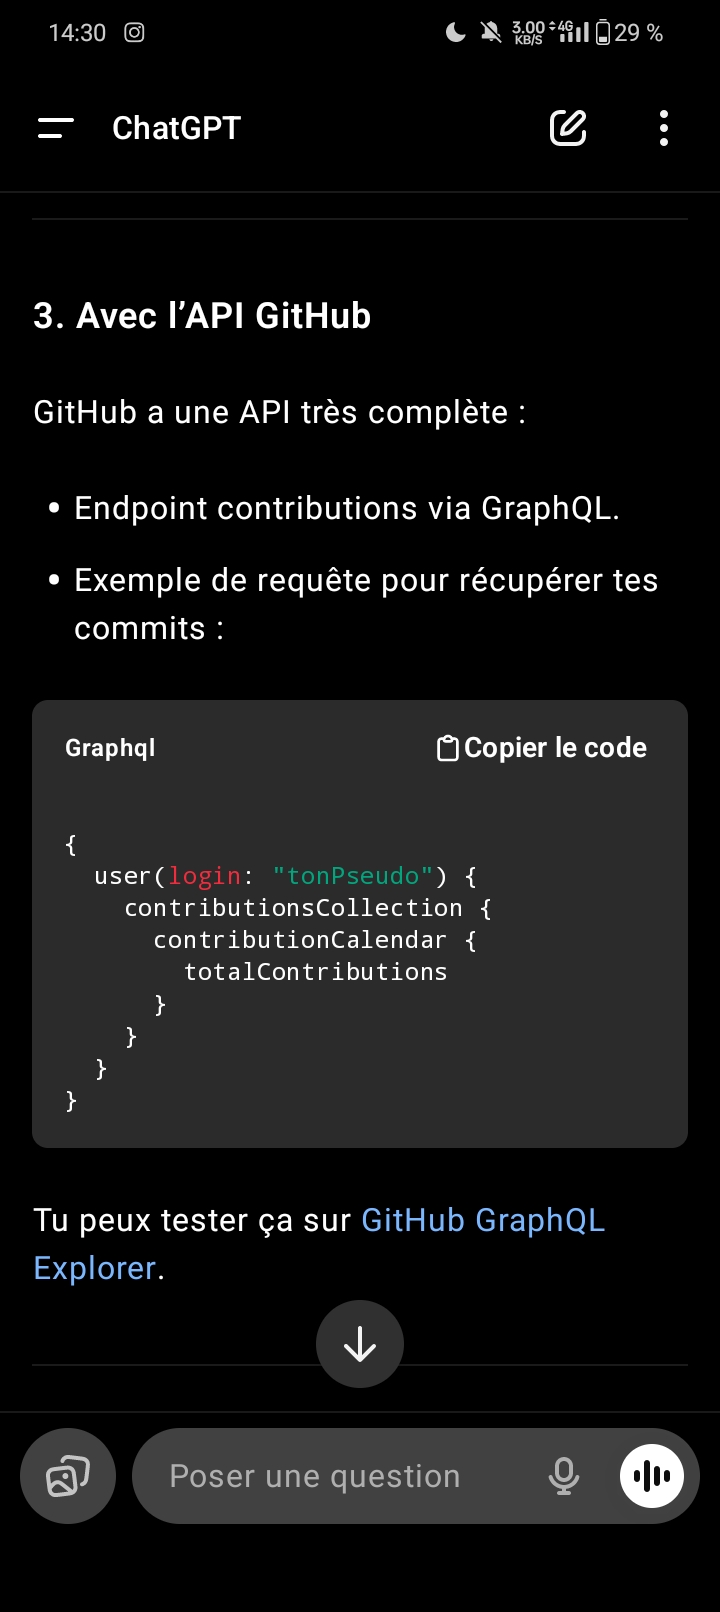 14:30 3.00 KB/S 4G 29 %
ChatGPT
3. Avec l’API GitHub
GitHub a une API très complète :
• Endpoint contributions via GraphQL.
• Exemple de requête pour récupérer tes
commits :
Graphql Copier le code
{
  user(login: "tonPseudo") {
    contributionsCollection {
      contributionCalendar {
        totalContributions
      }
    }
  }
}
Tu peux tester ça sur GitHub GraphQL
Explorer.
Poser une question